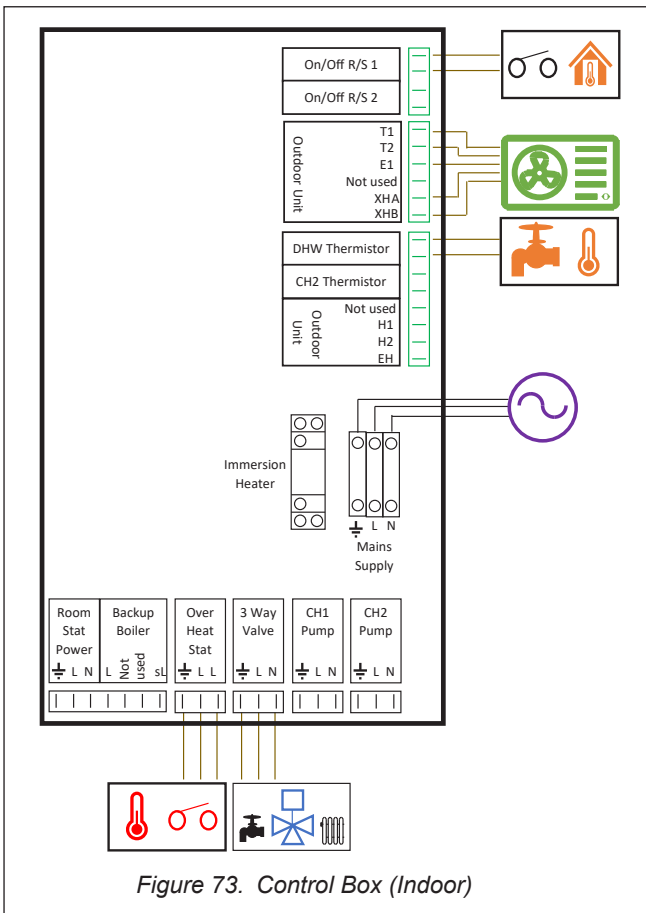 On/Off R/S 1
On/Off R/S 2
Outdoor Unit
T1
T2
E1
Not used
XHA
XHB
DHW Thermistor
CH2 Thermistor
Outdoor
Unit
Not used
H1
H2
EH
Immersion
Heater
L N
Mains
Supply
Room
Stat
Power
L N
Backup
Boiler
L Not used sL
Over
Heat
Stat
L L
3 Way
Valve
L N
CH1
Pump
L N
CH2
Pump
L N
Figure 73. Control Box (Indoor)